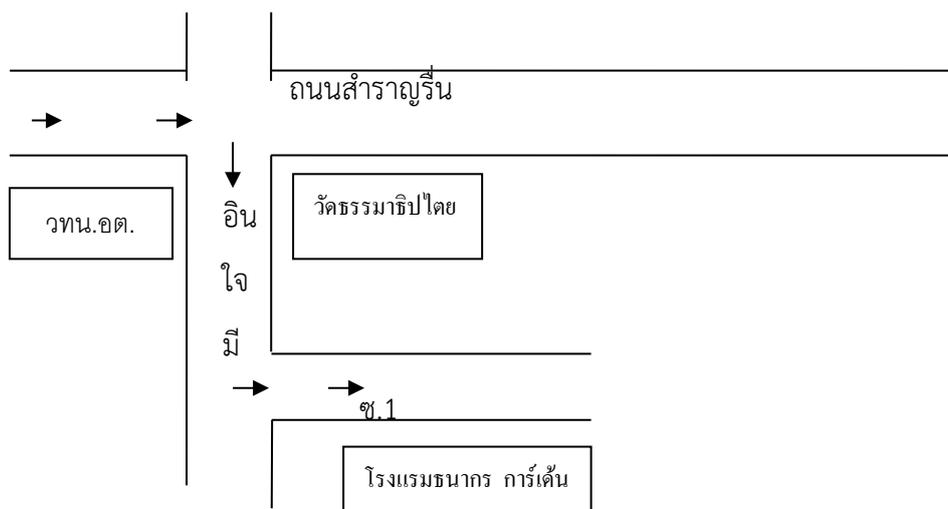 ถนนสำราญรื่น
วทน.อต.
วัดธรรมาธิปไตย
อิน
ใจ
มี
ซ.1
โรงแรมธนากร การ์เด้น